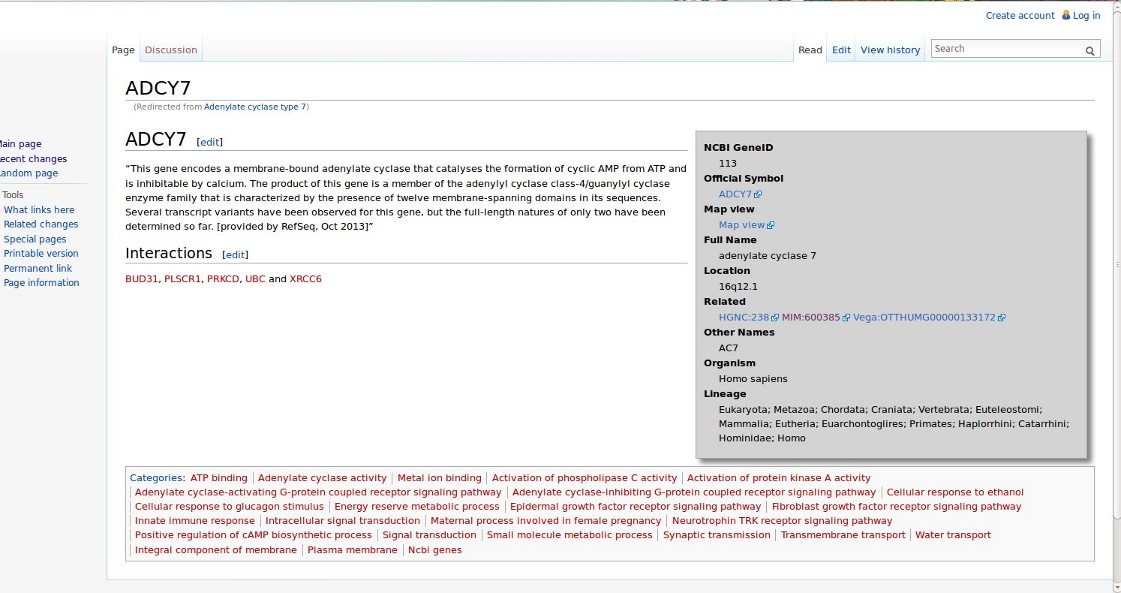 Create account Log in
Page Discussion Read Edit View history Search
ADCY7
(Redirected from Adenylate cyclase type 7)
ain page
ecent changes
andom page
Tools
What links here
Related changes
Special pages
Printable version
Permanent link
Page information
ADCY7 [edit]
"This gene encodes a membrane-bound adenylate cyclase that catalyses the formation of cyclic AMP from ATP and
is inhibitable by calcium. The product of this gene is a member of the adenylyl cyclase class-4/guanylyl cyclase
enzyme family that is characterized by the presence of twelve membrane-spanning domains in its sequences.
Several transcript variants have been observed for this gene, but the full-length natures of only two have been
determined so far. [provided by RefSeq, Oct 2013]"
Interactions [edit]
BUD31, PLSCR1, PRKCD, UBC and XRCC6
NCBI GeneID
113
Official Symbol
ADCY7
Map view
Map view
Full Name
adenylate cyclase 7
Location
16q12.1
Related
HGNC:238 MIM:600385 Vega:OTTHUMG00000133172
Other Names
AC7
Organism
Homo sapiens
Lineage
Eukaryota; Metazoa; Chordata; Craniata; Vertebrata; Euteleostomi;
Mammalia; Eutheria; Euarchontoglires; Primates; Haplorrhini; Catarrhini;
Hominidae; Homo
Categories: ATP binding | Adenylate cyclase activity | Metal ion binding | Activation of phospholipase C activity | Activation of protein kinase A activity
| Adenylate cyclase-activating G-protein coupled receptor signaling pathway | Adenylate cyclase-inhibiting G-protein coupled receptor signaling pathway | Cellular response to ethanol
| Cellular response to glucagon stimulus | Energy reserve metabolic process | Epidermal growth factor receptor signaling pathway | Fibroblast growth factor receptor signaling pathway
| Innate immune response | Intracellular signal transduction | Maternal process involved in female pregnancy | Neurotrophin TRK receptor signaling pathway
| Positive regulation of cAMP biosynthetic process | Signal transduction | Small molecule metabolic process | Synaptic transmission | Transmembrane transport | Water transport
| Integral component of membrane | Plasma membrane | Ncbi genes